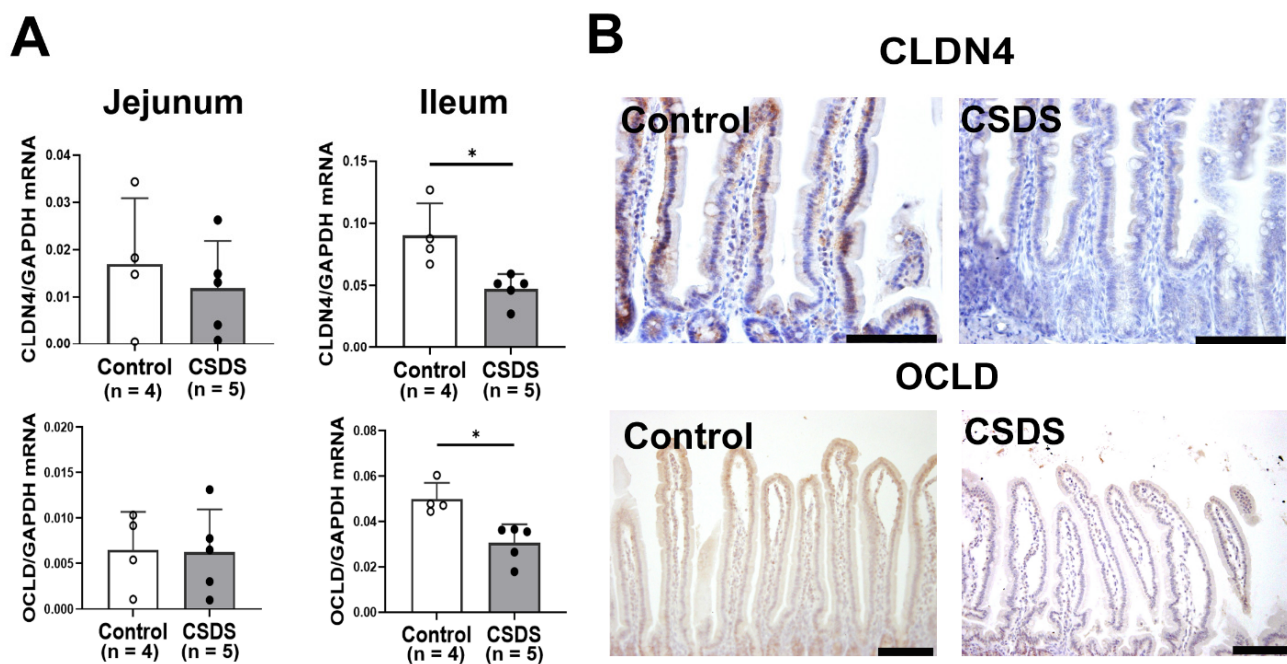 A
Jejunum
CLDN4/GAPDH mRNA
0.04
0.03
0.02
0.01
0.00
Control
(n = 4)
CSDS
(n = 5)
Ileum
CLDN4/GAPDH mRNA
0.15
0.10
0.05
0.00
*
Control
(n = 4)
CSDS
(n = 5)
OCLD/GAPDH mRNA
0.020
0.015
0.010
0.005
0.000
Control
(n = 4)
CSDS
(n = 5)
OCLD/GAPDH mRNA
0.08
0.06
0.04
0.02
0.00
*
Control
(n = 4)
CSDS
(n = 5)
B
CLDN4
Control
CSDS
OCLD
Control
CSDS